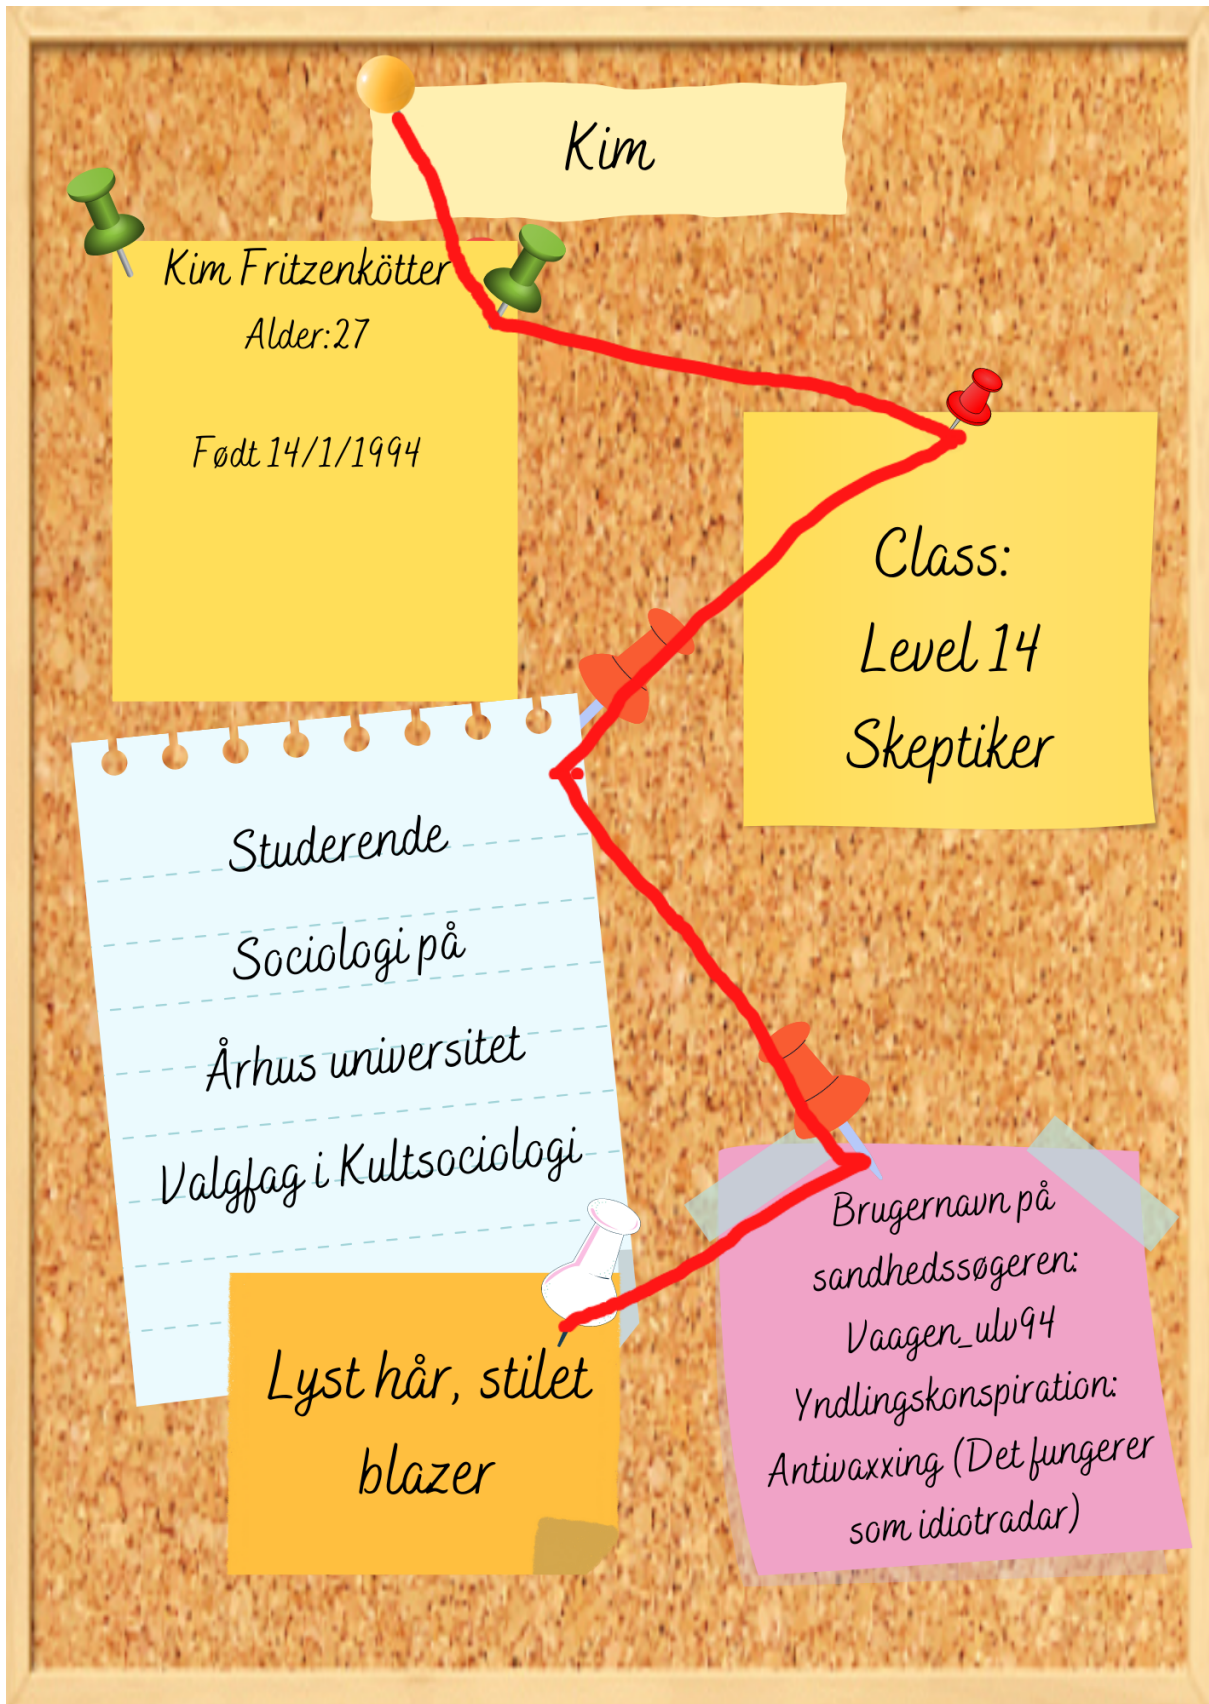 Kim
Kim Fritzenkötter
Alder:27
Født 14/1/1994
Class:
Level 14
Skeptiker
Studerende
Sociologi på
Århus universitet
Valgfag i Kultsociologi
Brugernavn på
sandhedssøgeren:
Vaagen_ulv94
Yndlingskonspiration:
Antivaxxing (Det fungerer
som idiotradar)
Lyst hår, stilet
blazer